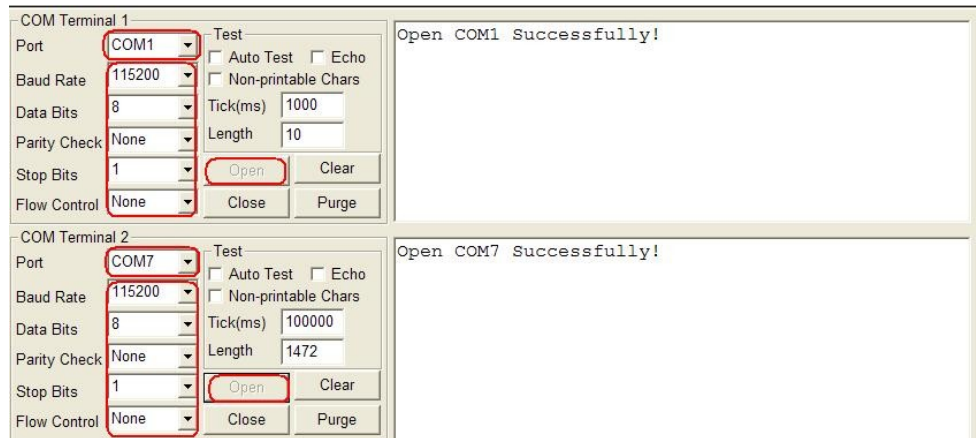 COM Terminal 1
Port COM1
Baud Rate 115200
Data Bits 8
Parity Check None
Stop Bits 1
Flow Control None
Test
Auto Test Echo
Non-printable Chars
Tick(ms) 1000
Length 10
Open Clear
Close Purge
Open COM1 Successfully!
COM Terminal 2
Port COM7
Baud Rate 115200
Data Bits 8
Parity Check None
Stop Bits 1
Flow Control None
Test
Auto Test Echo
Non-printable Chars
Tick(ms) 100000
Length 1472
Open Clear
Close Purge
Open COM7 Successfully!